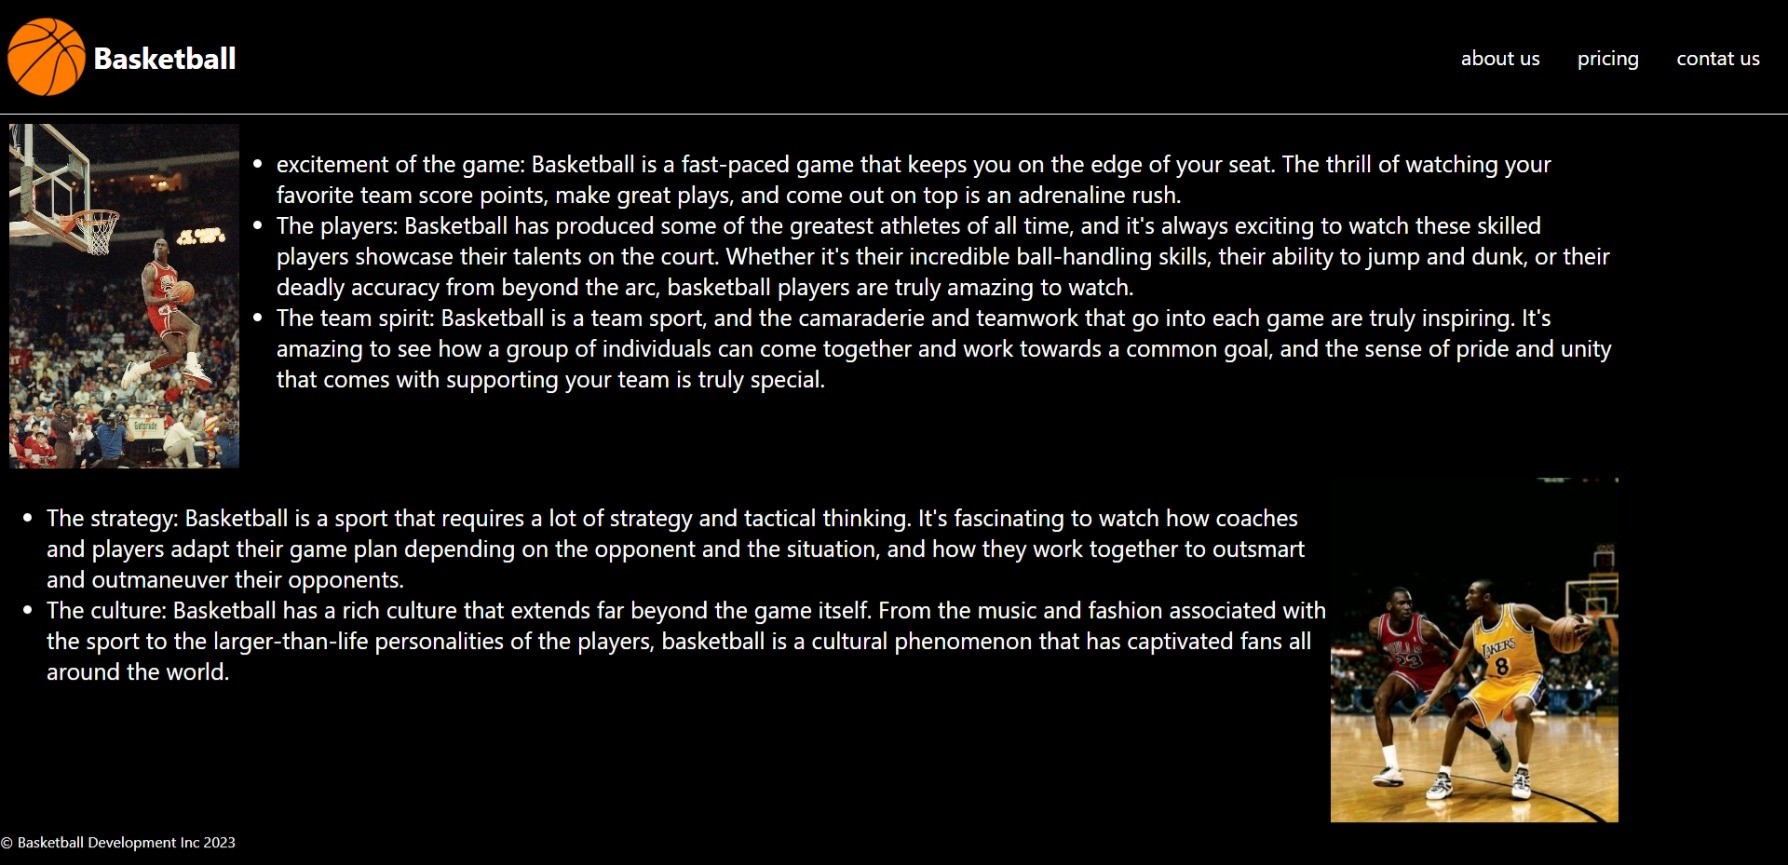 Basketball
about us pricing contat us
• excitement of the game: Basketball is a fast-paced game that keeps you on the edge of your seat. The thrill of watching your
favorite team score points, make great plays, and come out on top is an adrenaline rush.
• The players: Basketball has produced some of the greatest athletes of all time, and it's always exciting to watch these skilled
players showcase their talents on the court. Whether it's their incredible ball-handling skills, their ability to jump and dunk, or their
deadly accuracy from beyond the arc, basketball players are truly amazing to watch.
• The team spirit: Basketball is a team sport, and the camaraderie and teamwork that go into each game are truly inspiring. It's
amazing to see how a group of individuals can come together and work towards a common goal, and the sense of pride and unity
that comes with supporting your team is truly special.
Gatorade
• The strategy: Basketball is a sport that requires a lot of strategy and tactical thinking. It's fascinating to watch how coaches
and players adapt their game plan depending on the opponent and the situation, and how they work together to outsmart
and outmaneuver their opponents.
• The culture: Basketball has a rich culture that extends far beyond the game itself. From the music and fashion associated with
the sport to the larger-than-life personalities of the players, basketball is a cultural phenomenon that has captivated fans all
around the world.
BULLS
23
LAKERS
8
© Basketball Development Inc 2023